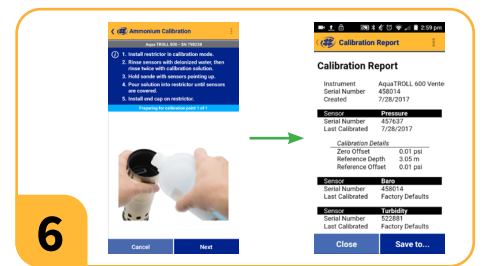 Ammonium Calibration
Aqua TROLL 600 - SN 798238
1. Install restrictor in calibration mode.
2. Rinse sensors with deionized water, then
rinse twice with calibration solution.
3. Hold sonde with sensors pointing up.
4. Pour solution into restrictor until sensors
are covered.
5. Install end cap on restrictor.
Preparing for calibration point 1 of 1
Cancel Next
2:59 pm
Calibration Report
Calibration Report
Instrument AquaTROLL 600 Vente
Serial Number 458014
Created 7/28/2017
Sensor Pressure
Serial Number 457637
Last Calibrated 7/28/2017
Calibration Details
Zero Offset 0.01 psi
Reference Depth 3.05 m
Reference Offset 0.01 psi
Sensor Baro
Serial Number 458014
Last Calibrated Factory Defaults
Sensor Turbidity
Serial Number 522881
Last Calibrated Factory Defaults
Close Save to...
6